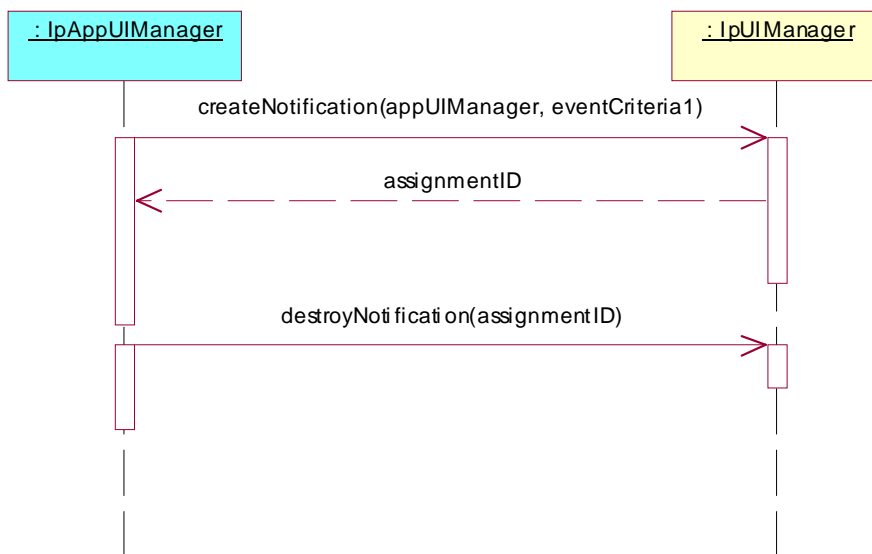 : IpAppUIManager
: IpUIManager
createNotification(appUIManager, eventCriteria1)
assignmentID
destroyNotification(assignmentID)